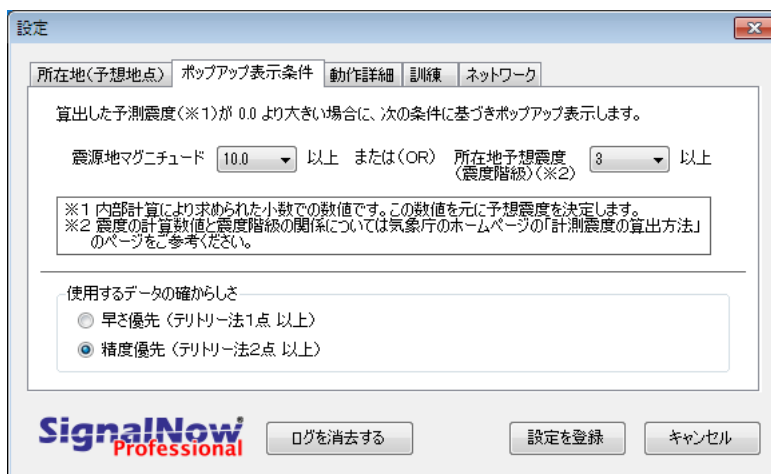 設定
所在地(予想地点) ポップアップ表示条件 動作詳細 訓練 ネットワーク
算出した予測震度(※1)が 0.0 より大きい場合に、次の条件に基づきポップアップ表示します。
震源地マグニチュード 10.0 以上 または(OR) 所在地予想震度 3 以上
(震度階級)(※2)
※1 内部計算により求められた小数での数値です。この数値を元に予想震度を決定します。
※2 震度の計算数値と震度階級の関係については気象庁のホームページの「計測震度の算出方法」
のページをご参考ください。
使用するデータの確からしさ
早さ優先 (テリトリー法1点 以上)
精度優先 (テリトリー法2点 以上)
SignalNow
Professional
ログを消去する 設定を登録 キャンセル